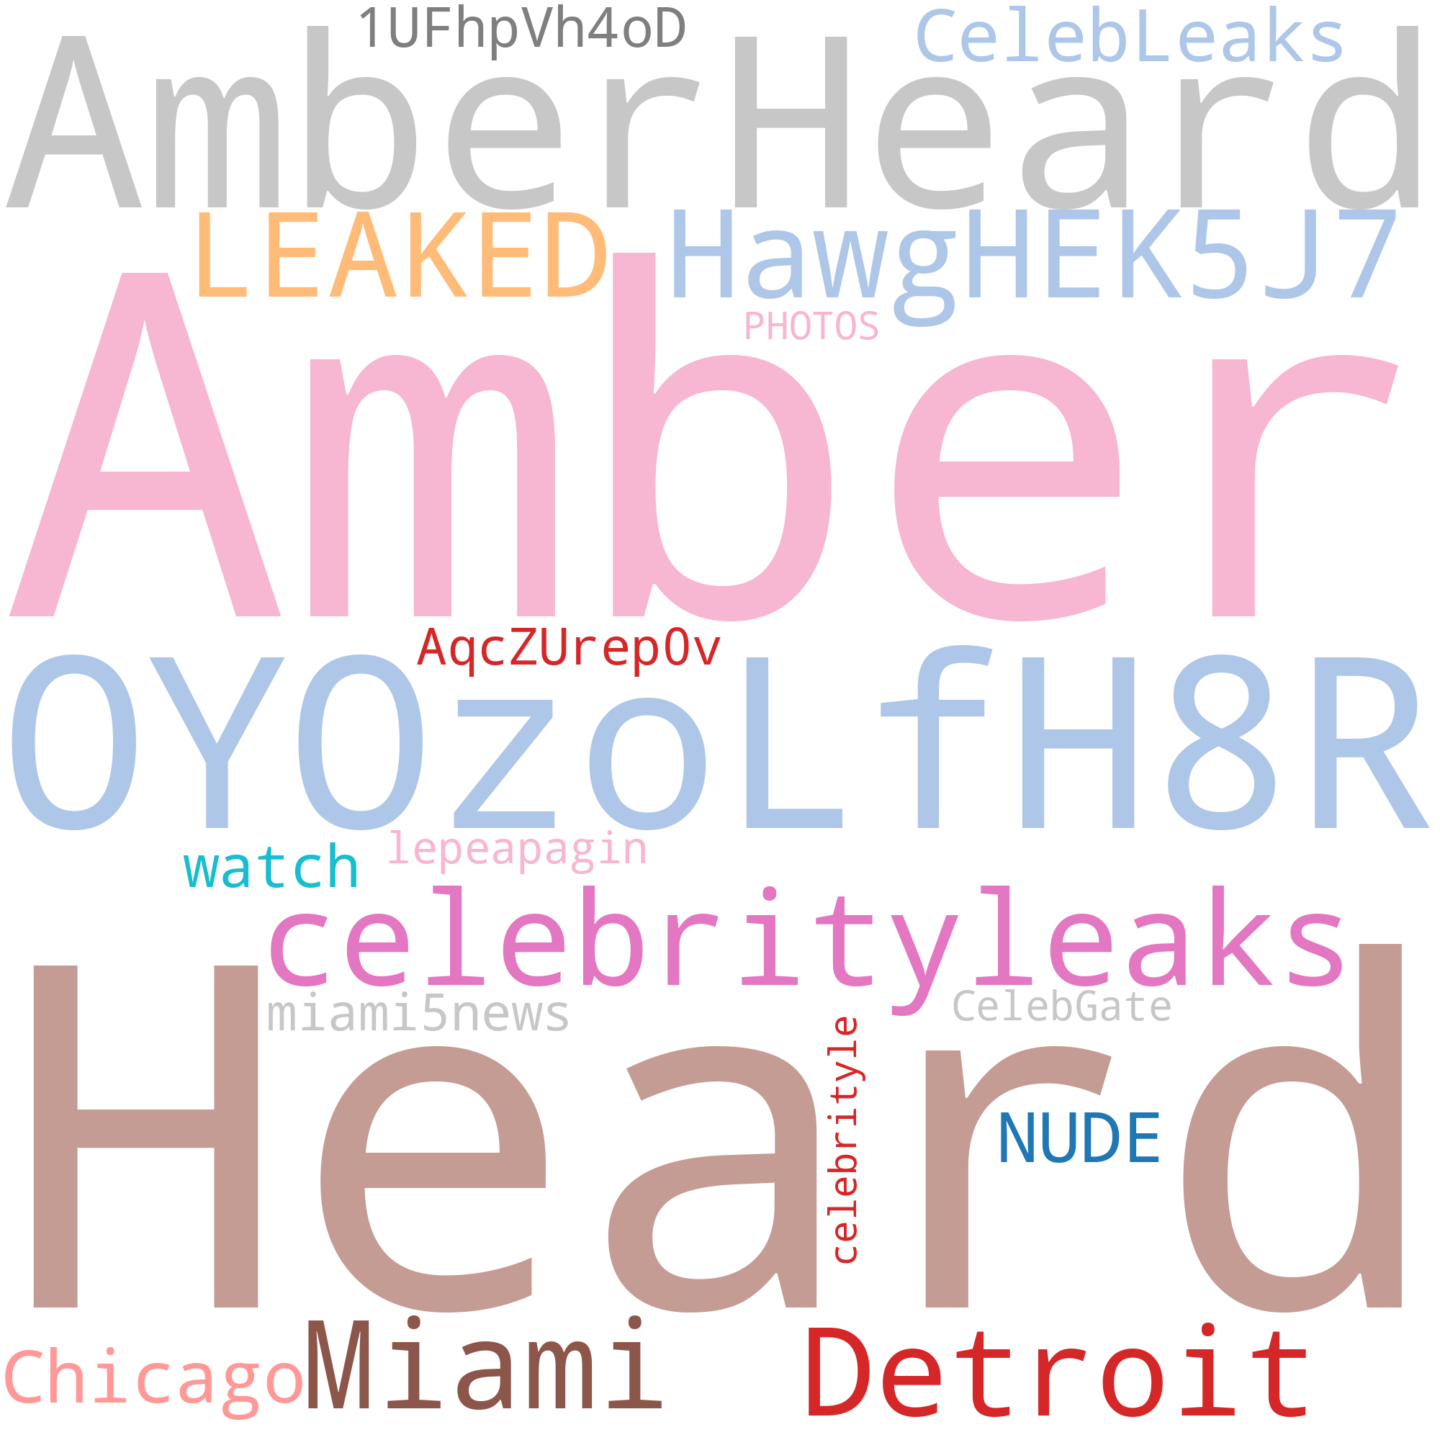 1UFhpVh4oD
CelebLeaks
AmberHeard
LEAKED
HawgHEK5J7
PHOTOS
Amber
AqcZUrep0v
OYOzoLfH8R
watch
lepeapagin
celebrityleaks
miami5news
CelebGate
celebrityle
Heard
NUDE
Chicago
Miami
Detroit